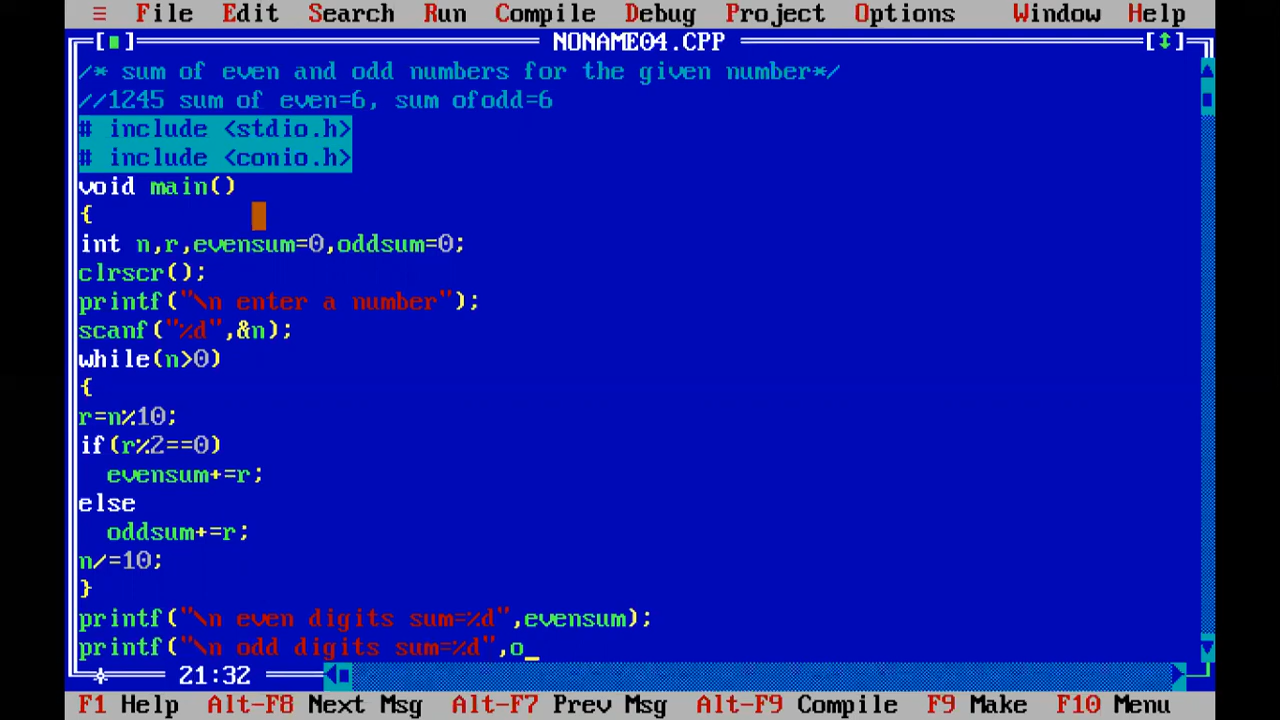 ≡ File Edit Search Run Compile Debug Project Options Window Help
[■] NONAME04.CPP [↕]
/* sum of even and odd numbers for the given number*/
//1245 sum of even=6, sum ofodd=6
# include <stdio.h>
# include <conio.h>
void main()
{
int n,r,evensum=0,oddsum=0;
clrscr();
printf("\n enter a number");
scanf("%d",&n);
while(n>0)
{
r=n%10;
if(r%2==0)
  evensum+=r;
else
  oddsum+=r;
n/=10;
}
printf("\n even digits sum=%d",evensum);
printf("\n odd digits sum=%d",o_
21:32
F1 Help Alt-F8 Next Msg Alt-F7 Prev Msg Alt-F9 Compile F9 Make F10 Menu